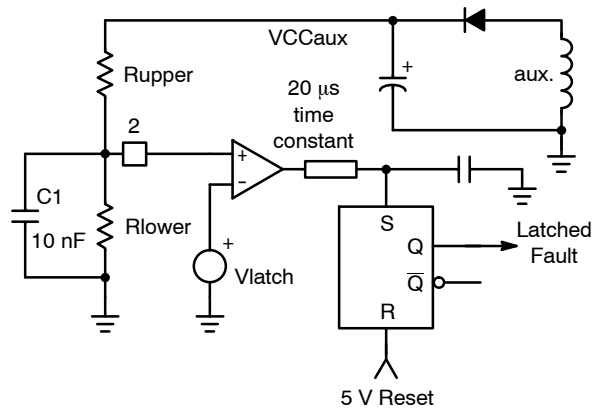 VCCaux
aux.
Rupper
20 μs
time
constant
+
2
+
−
C1
10 nF
Rlower
+
Vlatch
S
Q
Q̅
R
Latched
Fault
5 V Reset